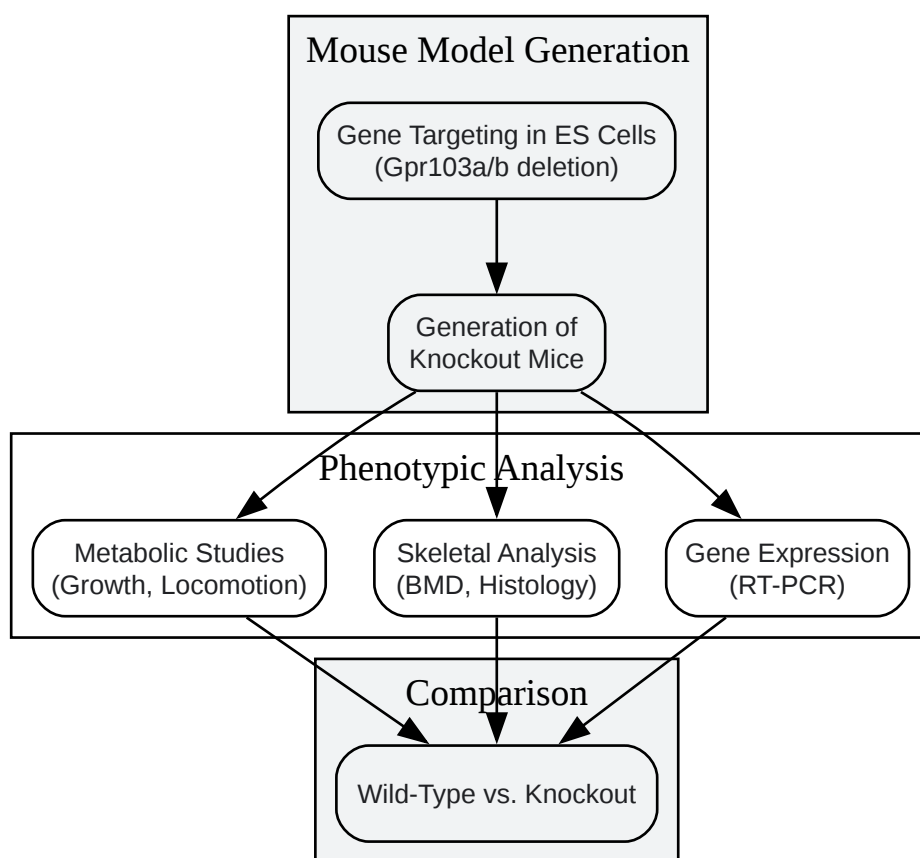 Mouse Model Generation
Gene Targeting in ES Cells
(Gpr103a/b deletion)
Generation of
Knockout Mice
Phenotypic Analysis
Metabolic Studies
(Growth, Locomotion)
Skeletal Analysis
(BMD, Histology)
Gene Expression
(RT-PCR)
Comparison
Wild-Type vs. Knockout